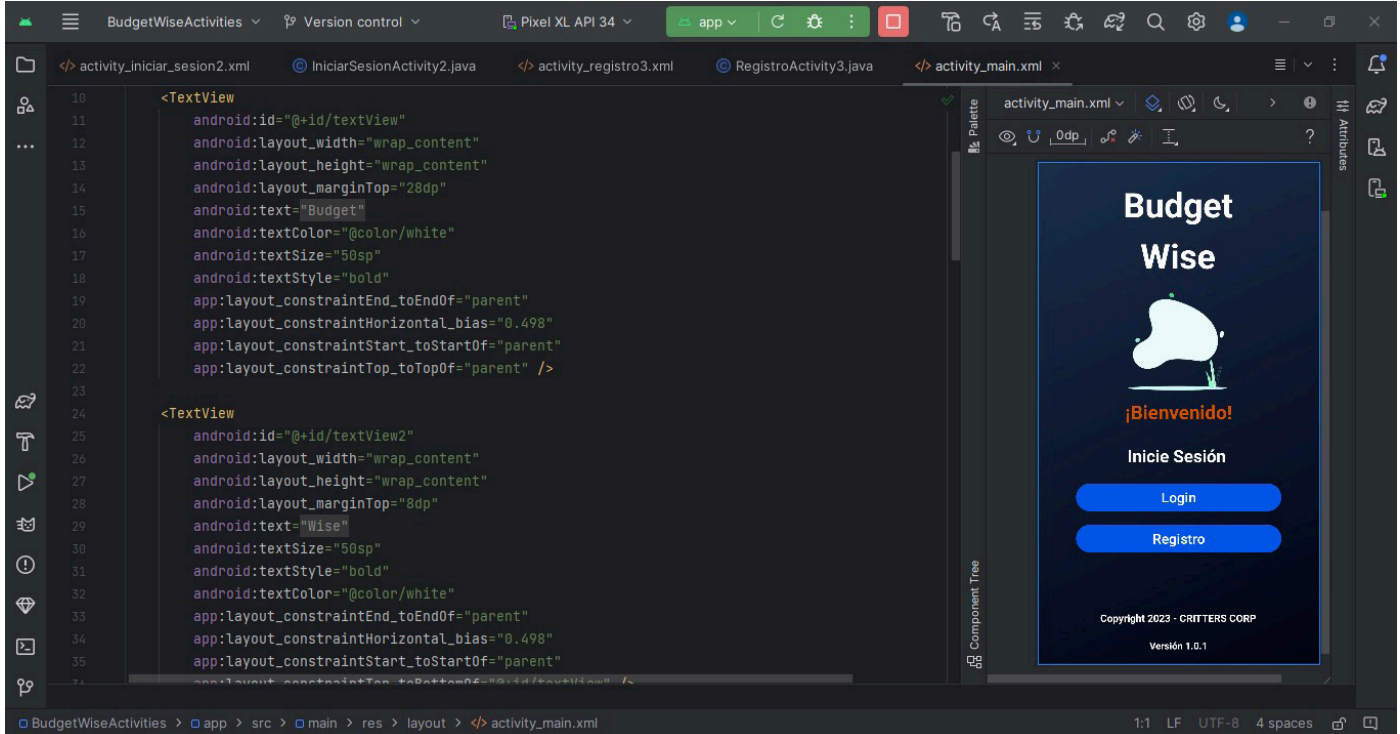 BudgetWiseActivities
Version control
Pixel XL API 34
app
activity_iniciar_sesion2.xml
IniciarSesionActivity2.java
activity_registro3.xml
RegistroActivity3.java
activity_main.xml
10 <TextView
11 android:id="@+id/textView"
12 android:layout_width="wrap_content"
13 android:layout_height="wrap_content"
14 android:layout_marginTop="28dp"
15 android:text="Budget"
16 android:textColor="@color/white"
17 android:textSize="50sp"
18 android:textStyle="bold"
19 app:layout_constraintEnd_toEndOf="parent"
20 app:layout_constraintHorizontal_bias="0.498"
21 app:layout_constraintStart_toStartOf="parent"
22 app:layout_constraintTop_toTopOf="parent" />
23
24 <TextView
25 android:id="@+id/textView2"
26 android:layout_width="wrap_content"
27 android:layout_height="wrap_content"
28 android:layout_marginTop="8dp"
29 android:text="Wise"
30 android:textSize="50sp"
31 android:textStyle="bold"
32 android:textColor="@color/white"
33 app:layout_constraintEnd_toEndOf="parent"
34 app:layout_constraintHorizontal_bias="0.498"
35 app:layout_constraintStart_toStartOf="parent"
app:layout_constraintTop_toBottomOf="@+id/textView" />
Palette
Component Tree
activity_main.xml
0dp
?
Attributes
Budget
Wise
¡Bienvenido!
Inicie Sesión
Login
Registro
Copyright 2023 - CRITTERS CORP
Versión 1.0.1
BudgetWiseActivities > app > src > main > res > layout > activity_main.xml
1:1 LF UTF-8 4 spaces